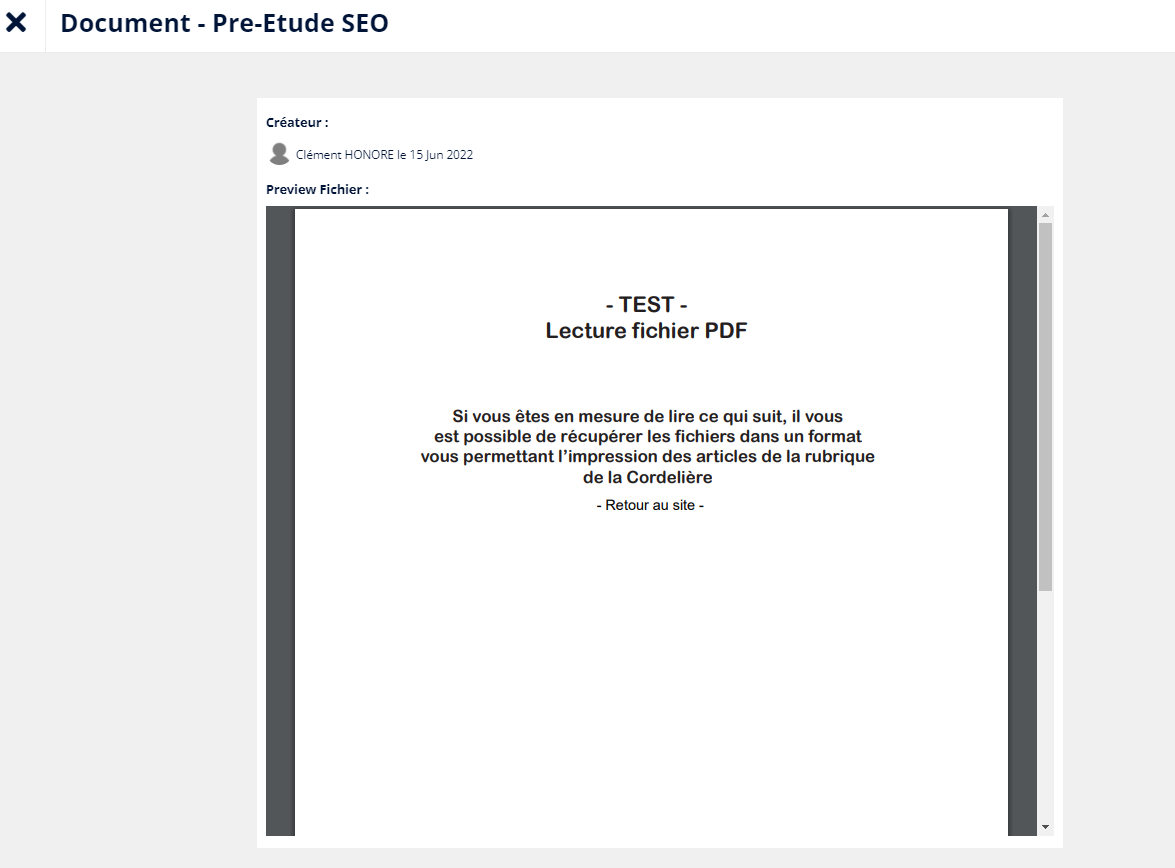 Document - Pre-Etude SEO
Créateur :
Clément HONORE le 15 Jun 2022
Preview Fichier :
- TEST -
Lecture fichier PDF
Si vous êtes en mesure de lire ce qui suit, il vous
est possible de récupérer les fichiers dans un format
vous permettant l’impression des articles de la rubrique
de la Cordelière
- Retour au site -